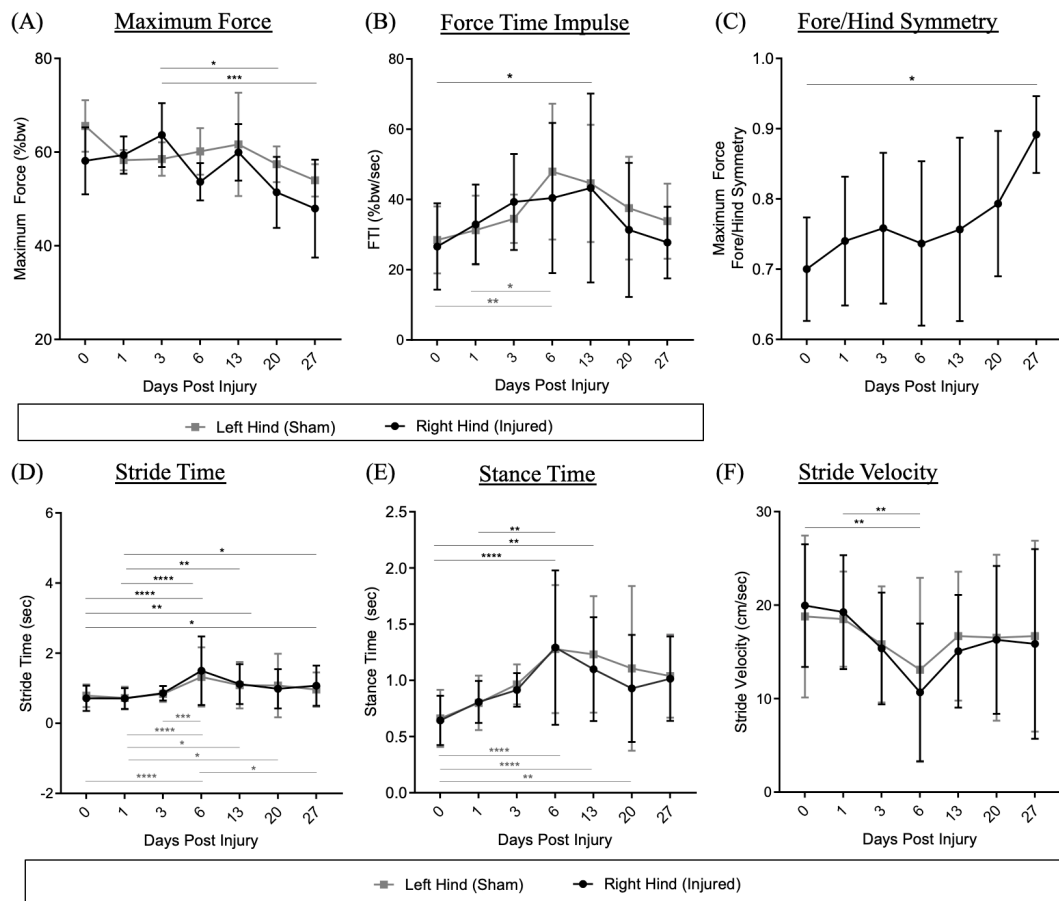 (A) Maximum Force
(B) Force Time Impulse
(C) Fore/Hind Symmetry
Maximum Force (%bw)
80
60
40
20
*
***
0 1 3 6 13 20 27
Days Post Injury
FTI (%bw/sec)
80
60
40
20
0
*
*
**
0 1 3 6 13 20 27
Days Post Injury
Maximum Force
Fore/Hind Symmetry
1.0
0.9
0.8
0.7
0.6
*
0 1 3 6 13 20 27
Days Post Injury
Left Hind (Sham) Right Hind (Injured)
(D) Stride Time
(E) Stance Time
(F) Stride Velocity
Stride Time (sec)
6
4
2
0
-2
*
**
****
****
**
*
***
****
*
*
****
*
0 1 3 6 13 20 27
Days Post Injury
Stance Time (sec)
2.5
2.0
1.5
1.0
0.5
0.0
**
**
****
****
****
**
0 1 3 6 13 20 27
Days Post Injury
Stride Velocity (cm/sec)
30
20
10
0
**
**
0 1 3 6 13 20 27
Days Post Injury
Left Hind (Sham) Right Hind (Injured)